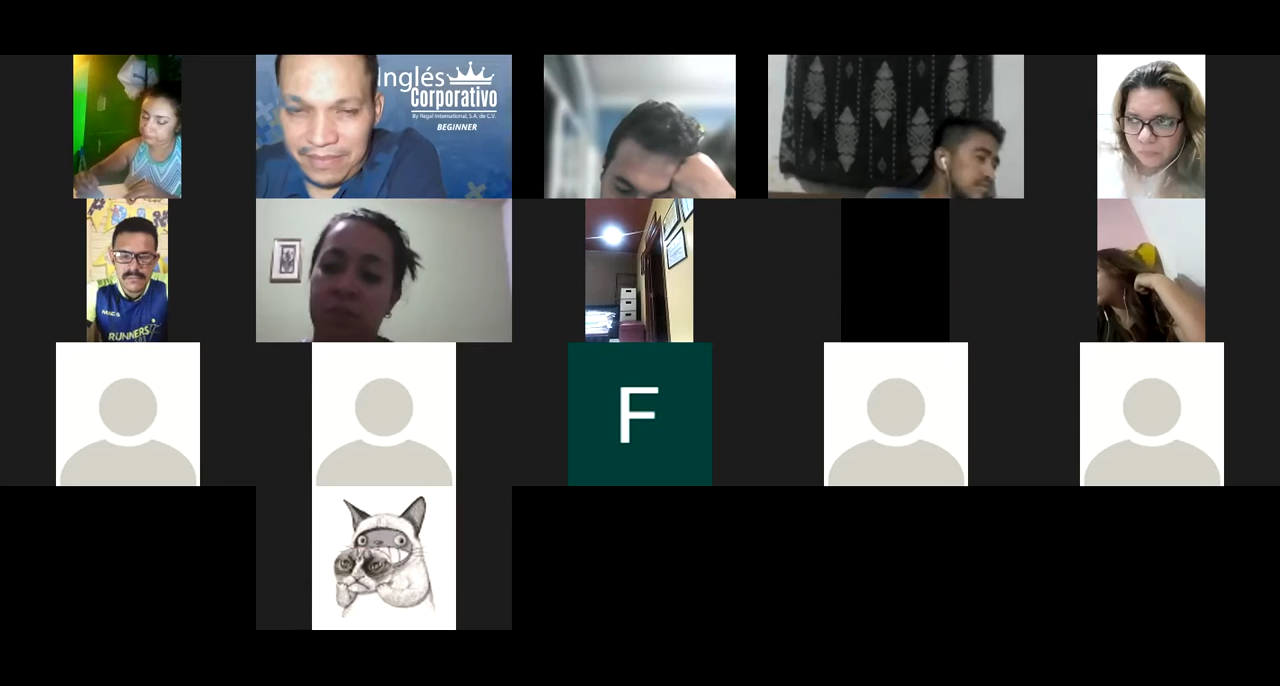 Inglés
Corporativo
By Regal International, S.A. de C.V.
BEGINNER
RUNNERS
F